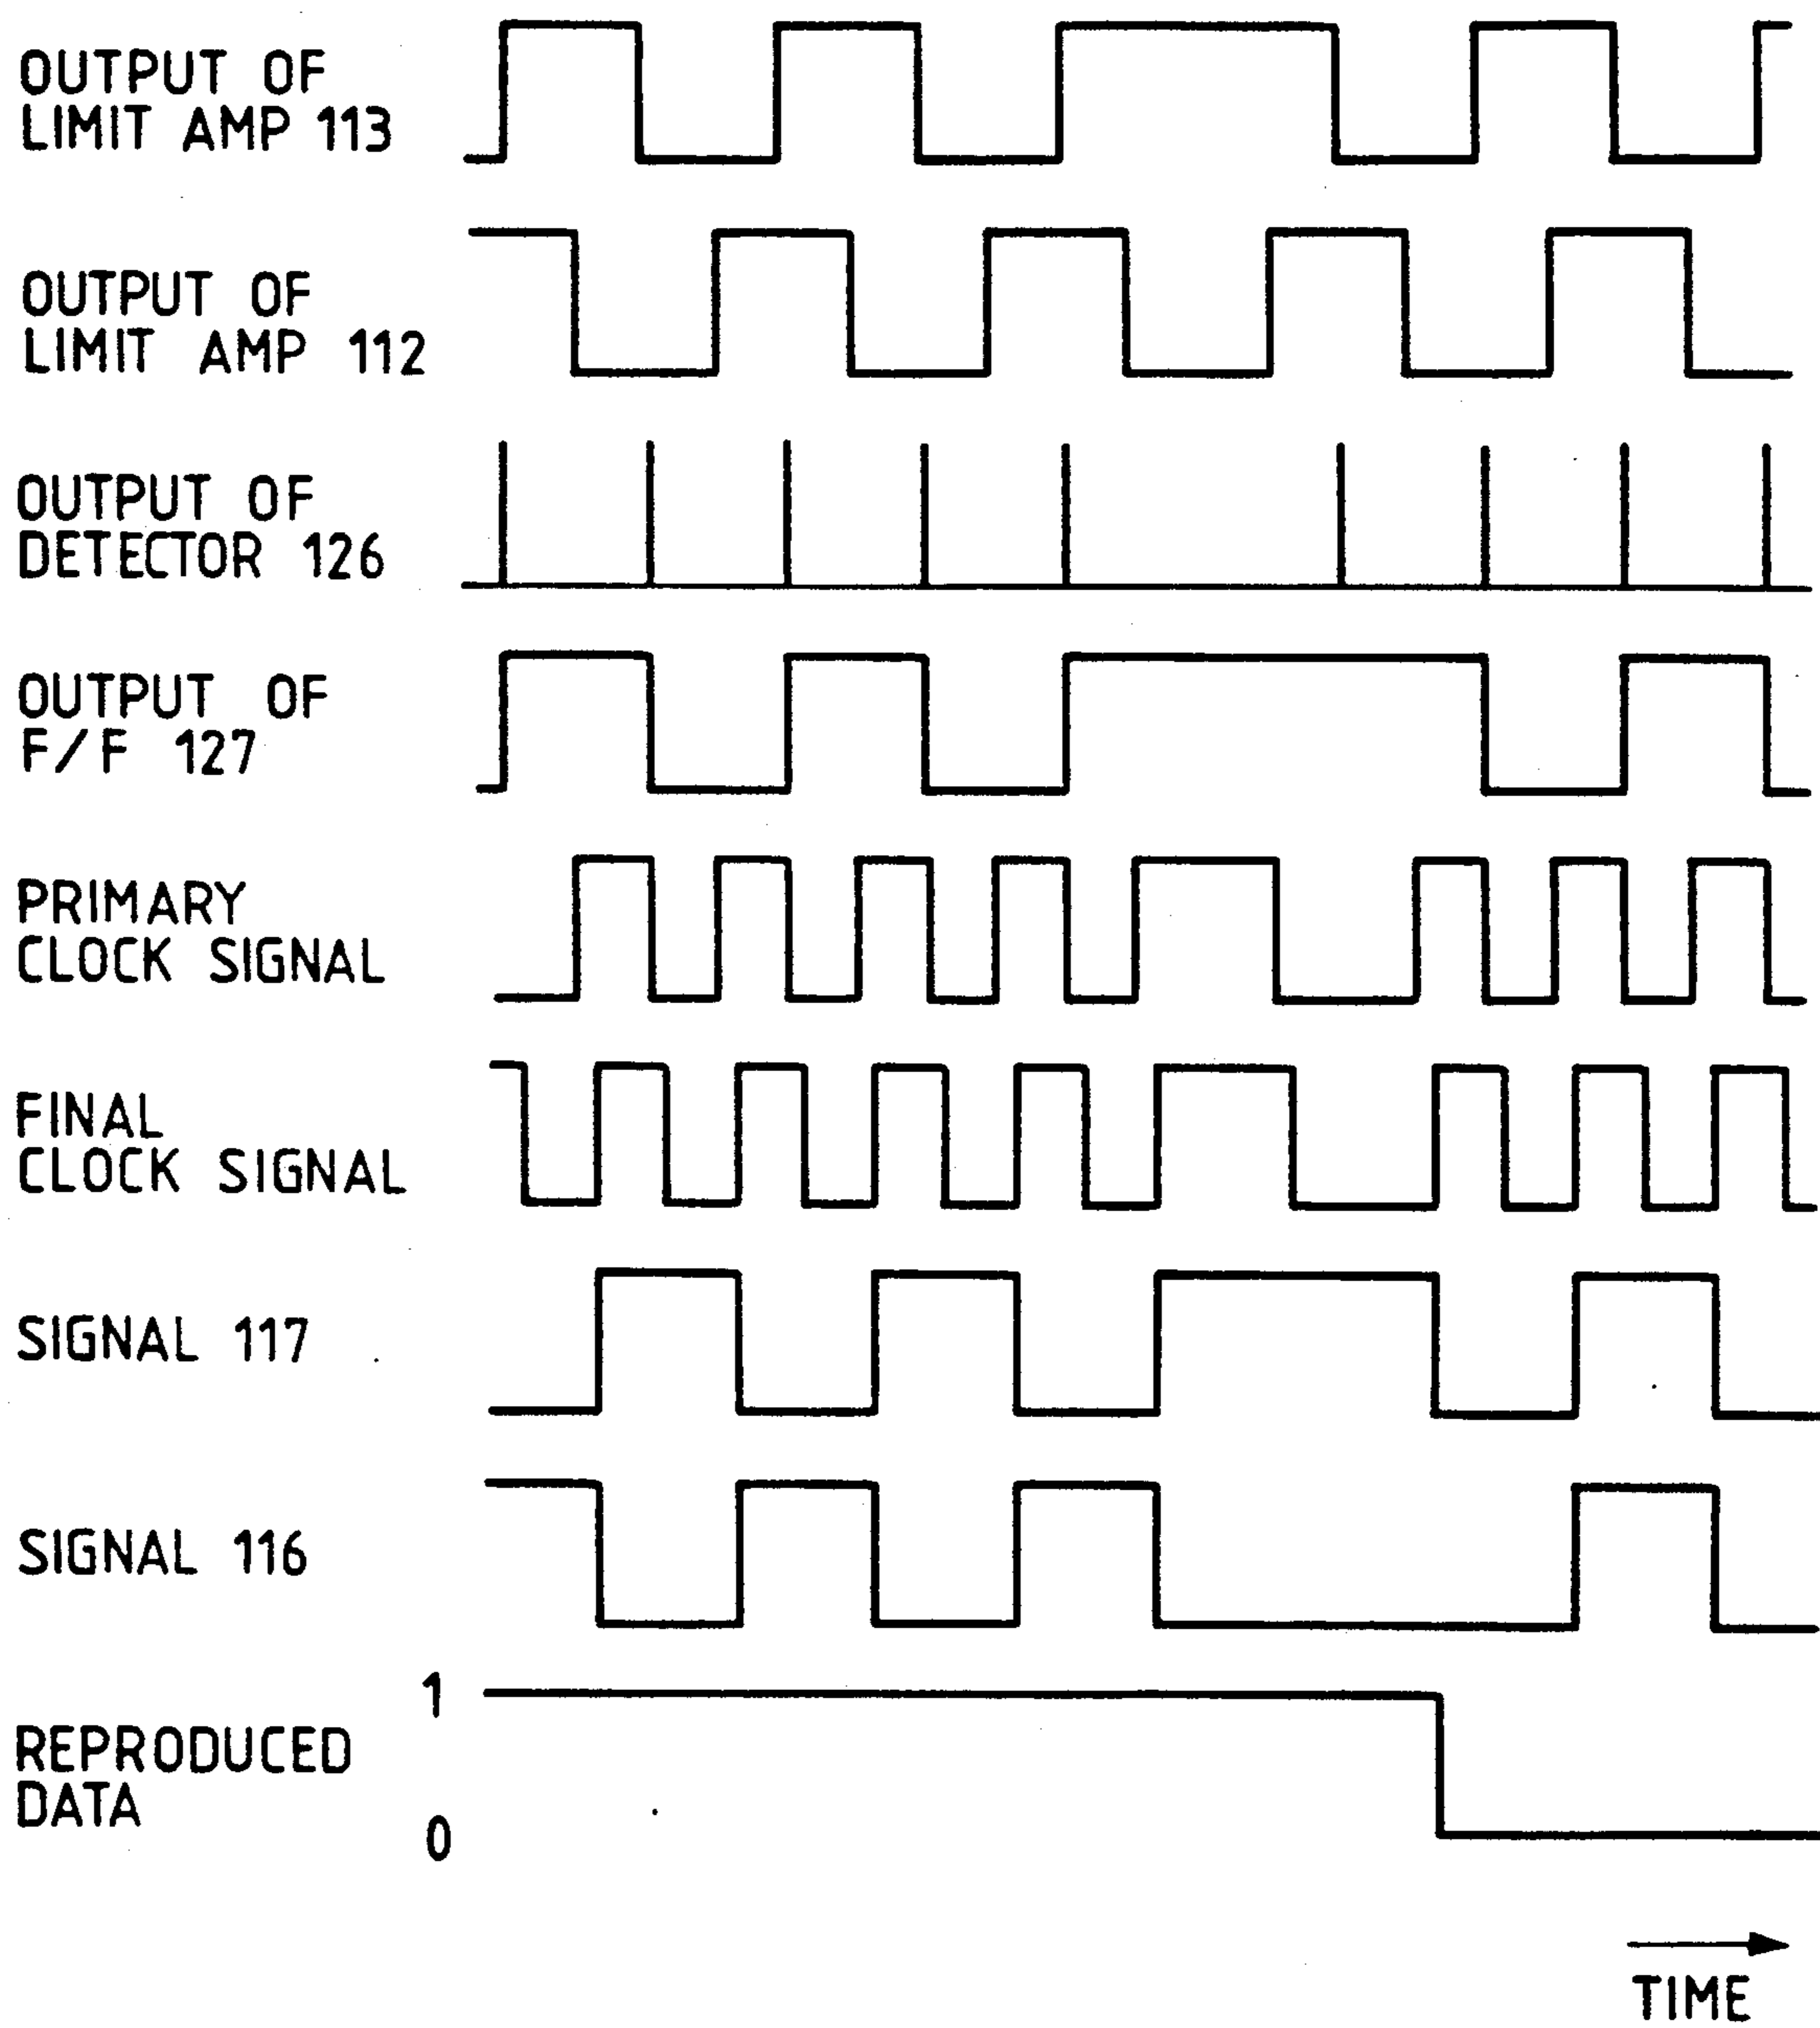 OUTPUT OF
LIMIT AMP 113
OUTPUT OF
LIMIT AMP 112
OUTPUT OF
DETECTOR 126
OUTPUT OF
F/F 127
PRIMARY
CLOCK SIGNAL
FINAL
CLOCK SIGNAL
SIGNAL 117
SIGNAL 116
1
REPRODUCED
DATA
0
TIME